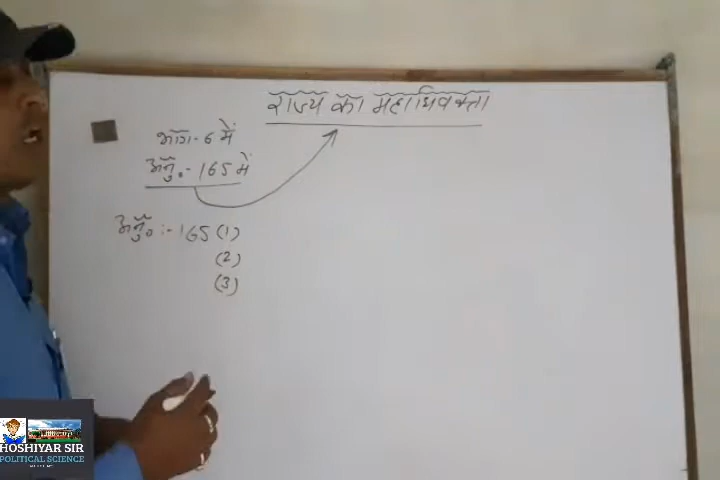 राज्य का महाधिवक्ता
भाग- 6 में
अनु०- 165 में
अनु० :- 165 (1)
(2)
(3)
HOSHIYAR SIR
POLITICAL SCIENCE